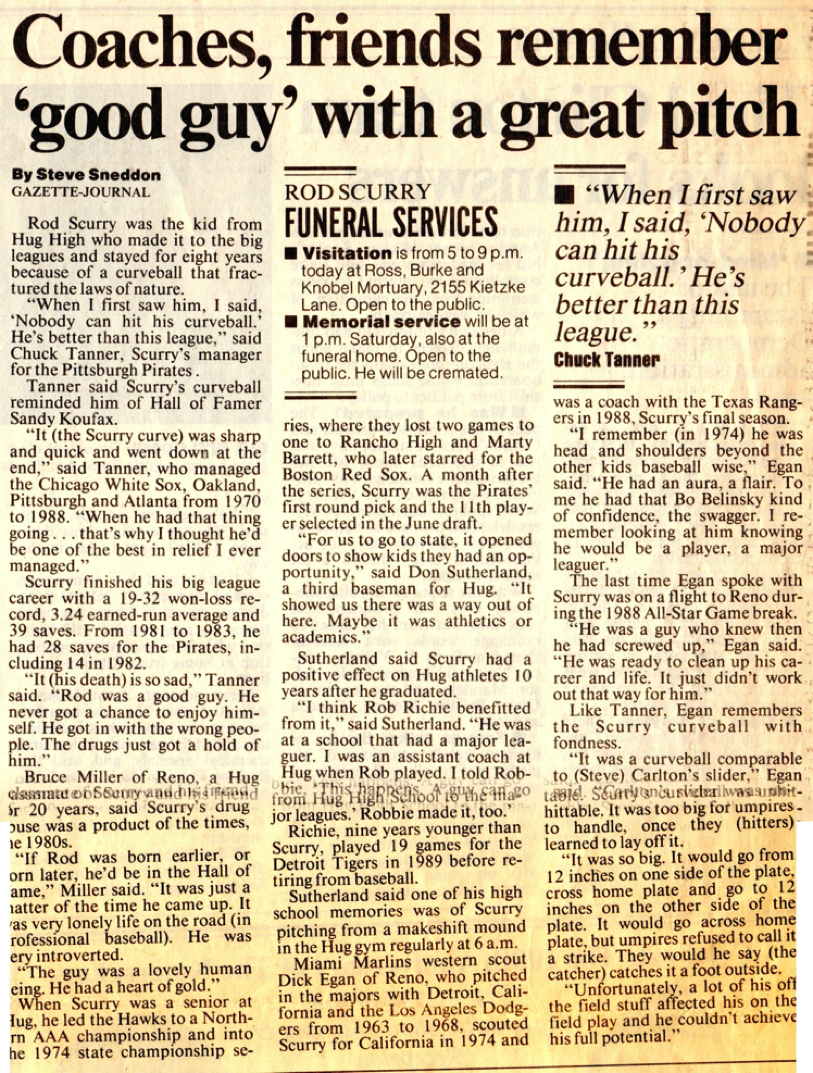 Coaches, friends remember
‘good guy’ with a great pitch
By Steve Sneddon
GAZETTE-JOURNAL
Rod Scurry was the kid from
Hug High who made it to the big
leagues and stayed for eight years
because of a curveball that frac-
tured the laws of nature.
“When I first saw him, I said,
‘Nobody can hit his curveball.’
He’s better than this league,” said
Chuck Tanner, Scurry’s manager
for the Pittsburgh Pirates .
Tanner said Scurry’s curveball
reminded him of Hall of Famer
Sandy Koufax.
“It (the Scurry curve) was sharp
and quick and went down at the
end,” said Tanner, who managed
the Chicago White Sox, Oakland,
Pittsburgh and Atlanta from 1970
to 1988. “When he had that thing
going . . . that’s why I thought he’d
be one of the best in relief I ever
managed.”
Scurry finished his big league
career with a 19-32 won-loss re-
cord, 3.24 earned-run average and
39 saves. From 1981 to 1983, he
had 28 saves for the Pirates, in-
cluding 14 in 1982.
“It (his death) is so sad,” Tanner
said. “Rod was a good guy. He
never got a chance to enjoy him-
self. He got in with the wrong peo-
ple. The drugs just got a hold of
him.”
Bruce Miller of Reno, a Hug
classmate of Scurry and his friend
or 20 years, said Scurry’s drug
buse was a product of the times,
he 1980s.
“If Rod was born earlier, or
orn later, he’d be in the Hall of
ame,” Miller said. “It was just a
atter of the time he came up. It
as very lonely life on the road (in
rofessional baseball). He was
ery introverted.
“The guy was a lovely human
eing. He had a heart of gold.”
When Scurry was a senior at
Hug, he led the Hawks to a North-
rn AAA championship and into
he 1974 state championship se-
ROD SCURRY
FUNERAL SERVICES
■ Visitation is from 5 to 9 p.m.
today at Ross, Burke and
Knobel Mortuary, 2155 Kietzke
Lane. Open to the public.
■ Memorial service will be at
1 p.m. Saturday, also at the
funeral home. Open to the
public. He will be cremated.
ries, where they lost two games to
one to Rancho High and Marty
Barrett, who later starred for the
Boston Red Sox. A month after
the series, Scurry was the Pirates’
first round pick and the 11th play-
er selected in the June draft.
“For us to go to state, it opened
doors to show kids they had an op-
portunity,” said Don Sutherland,
a third baseman for Hug. “It
showed us there was a way out of
here. Maybe it was athletics or
academics.”
Sutherland said Scurry had a
positive effect on Hug athletes 10
years after he graduated.
“I think Rob Richie benefitted
from it,” said Sutherland. “He was
at a school that had a major lea-
guer. I was an assistant coach at
Hug when Rob played. I told Rob-
bie, ‘This happens. A guy can go
from Hug High School to the ma-
jor leagues.’ Robbie made it, too.’
Richie, nine years younger than
Scurry, played 19 games for the
Detroit Tigers in 1989 before re-
tiring from baseball.
Sutherland said one of his high
school memories was of Scurry
pitching from a makeshift mound
in the Hug gym regularly at 6 a.m.
Miami Marlins western scout
Dick Egan of Reno, who pitched
in the majors with Detroit, Cali-
fornia and the Los Angeles Dodg-
ers from 1963 to 1968, scouted
Scurry for California in 1974 and
■ “When I first saw
him, I said, ‘Nobody
can hit his
curveball.’ He’s
better than this
league.”
Chuck Tanner
was a coach with the Texas Rang-
ers in 1988, Scurry’s final season.
“I remember (in 1974) he was
head and shoulders beyond the
other kids baseball wise,” Egan
said. “He had an aura, a flair. To
me he had that Bo Belinsky kind
of confidence, the swagger. I re-
member looking at him knowing
he would be a player, a major
leaguer.”
The last time Egan spoke with
Scurry was on a flight to Reno dur-
ing the 1988 All-Star Game break.
“He was a guy who knew then
he had screwed up,” Egan said.
“He was ready to clean up his ca-
reer and life. It just didn’t work
out that way for him.”
Like Tanner, Egan remembers
the Scurry curveball with
fondness.
“It was a curveball comparable
to (Steve) Carlton’s slider,” Egan
said.
hittable. It was too big for umpires
to handle, once they (hitters)
learned to lay off it.
“It was so big. It would go from
12 inches on one side of the plate,
cross home plate and go to 12
inches on the other side of the
plate. It would go across home
plate, but umpires refused to call it
a strike. They would he say (the
catcher) catches it a foot outside.
“Unfortunately, a lot of his off
the field stuff affected his on the
field play and he couldn’t achieve
his full potential.”